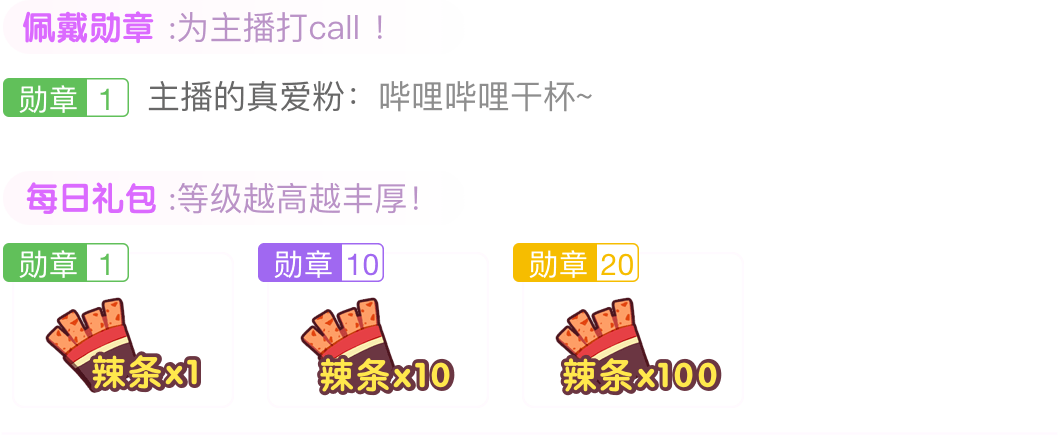 佩戴勋章 :为主播打call ！
勋章 1 主播的真爱粉：哔哩哔哩干杯~
每日礼包 :等级越高越丰厚！
勋章 1 勋章 10 勋章 20
辣条x1 辣条x10 辣条x100